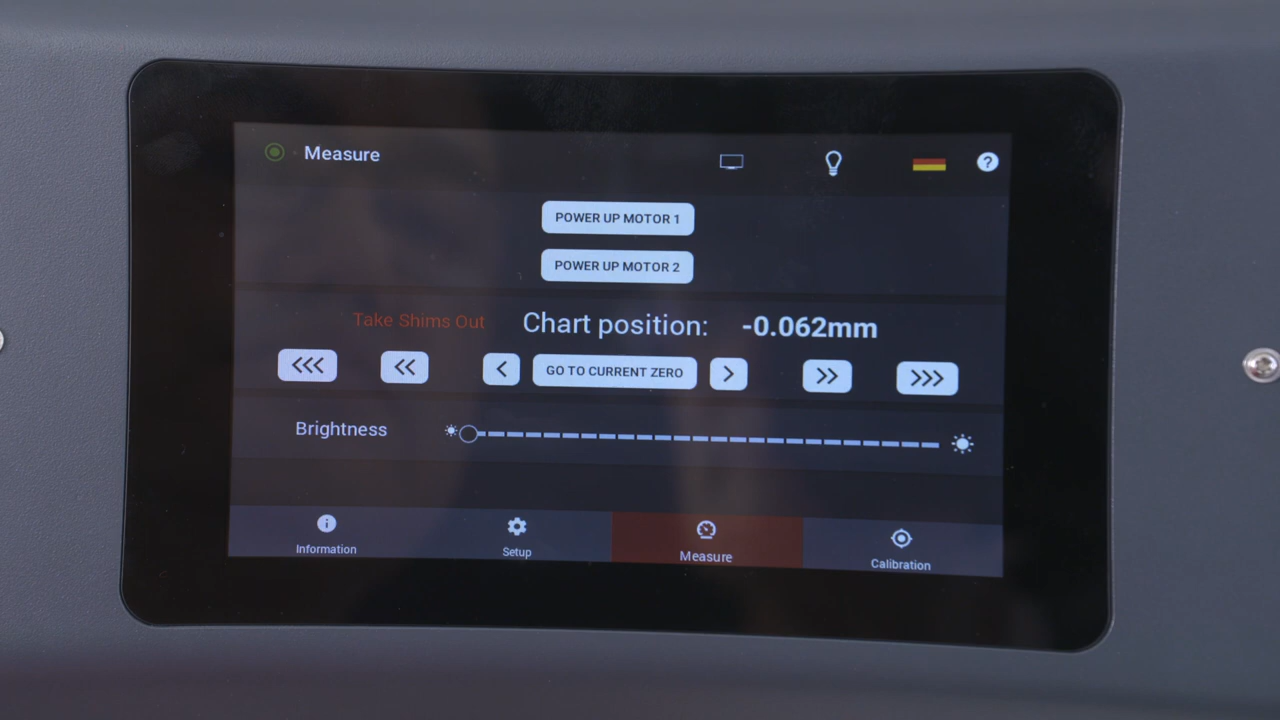 Measure
?
POWER UP MOTOR 1
POWER UP MOTOR 2
Take Shims Out
Chart position: -0.062mm
<<< << < GO TO CURRENT ZERO > >> >>>
Brightness
Information
Setup
Measure
Calibration